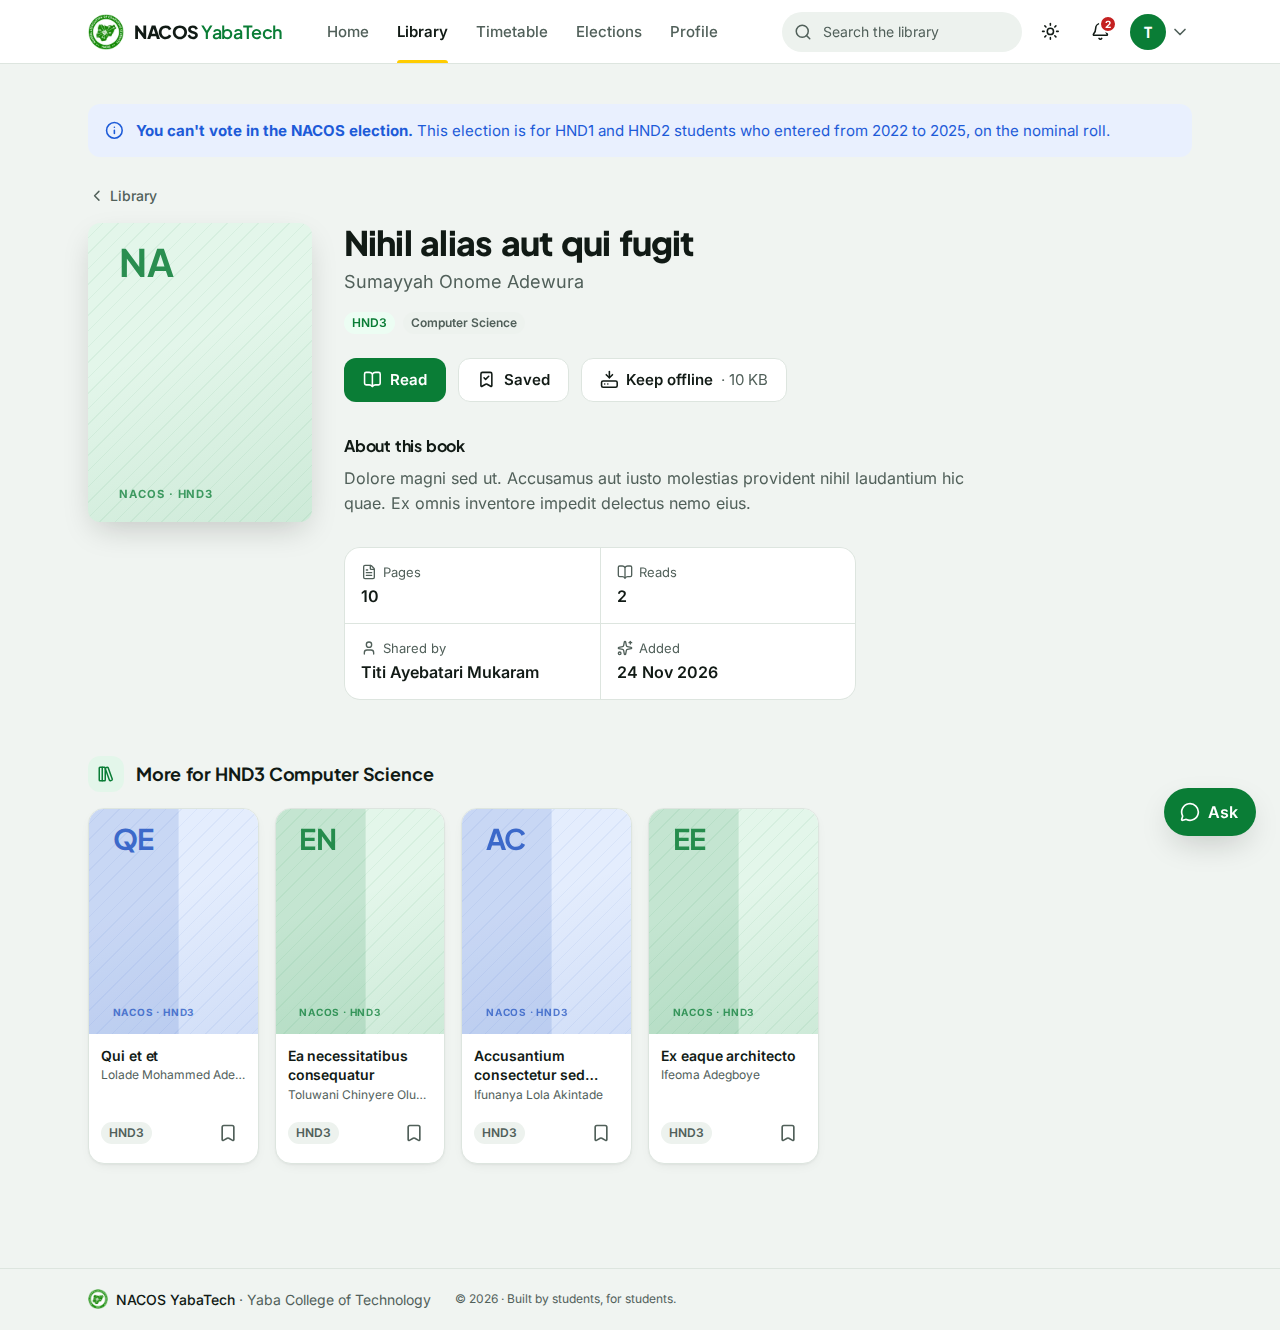 NACOS YabaTech
Home
Library
Timetable
Elections
Profile
Search the library
2
T
You can't vote in the NACOS election. This election is for HND1 and HND2 students who entered from 2022 to 2025, on the nominal roll.
Library
NA
NACOS · HND3
Nihil alias aut qui fugit
Sumayyah Onome Adewura
HND3
Computer Science
Read
Saved
Keep offline · 10 KB
About this book
Dolore magni sed ut. Accusamus aut iusto molestias provident nihil laudantium hic
quae. Ex omnis inventore impedit delectus nemo eius.
Pages
10
Reads
2
Shared by
Titi Ayebatari Mukaram
Added
24 Nov 2026
More for HND3 Computer Science
Ask
QE
NACOS · HND3
Qui et et
Lolade Mohammed Ade...
HND3
EN
NACOS · HND3
Ea necessitatibus
consequatur
Toluwani Chinyere Olu...
HND3
AC
NACOS · HND3
Accusantium
consectetur sed...
Ifunanya Lola Akintade
HND3
EE
NACOS · HND3
Ex eaque architecto
Ifeoma Adegboye
HND3
NACOS YabaTech · Yaba College of Technology
© 2026 · Built by students, for students.